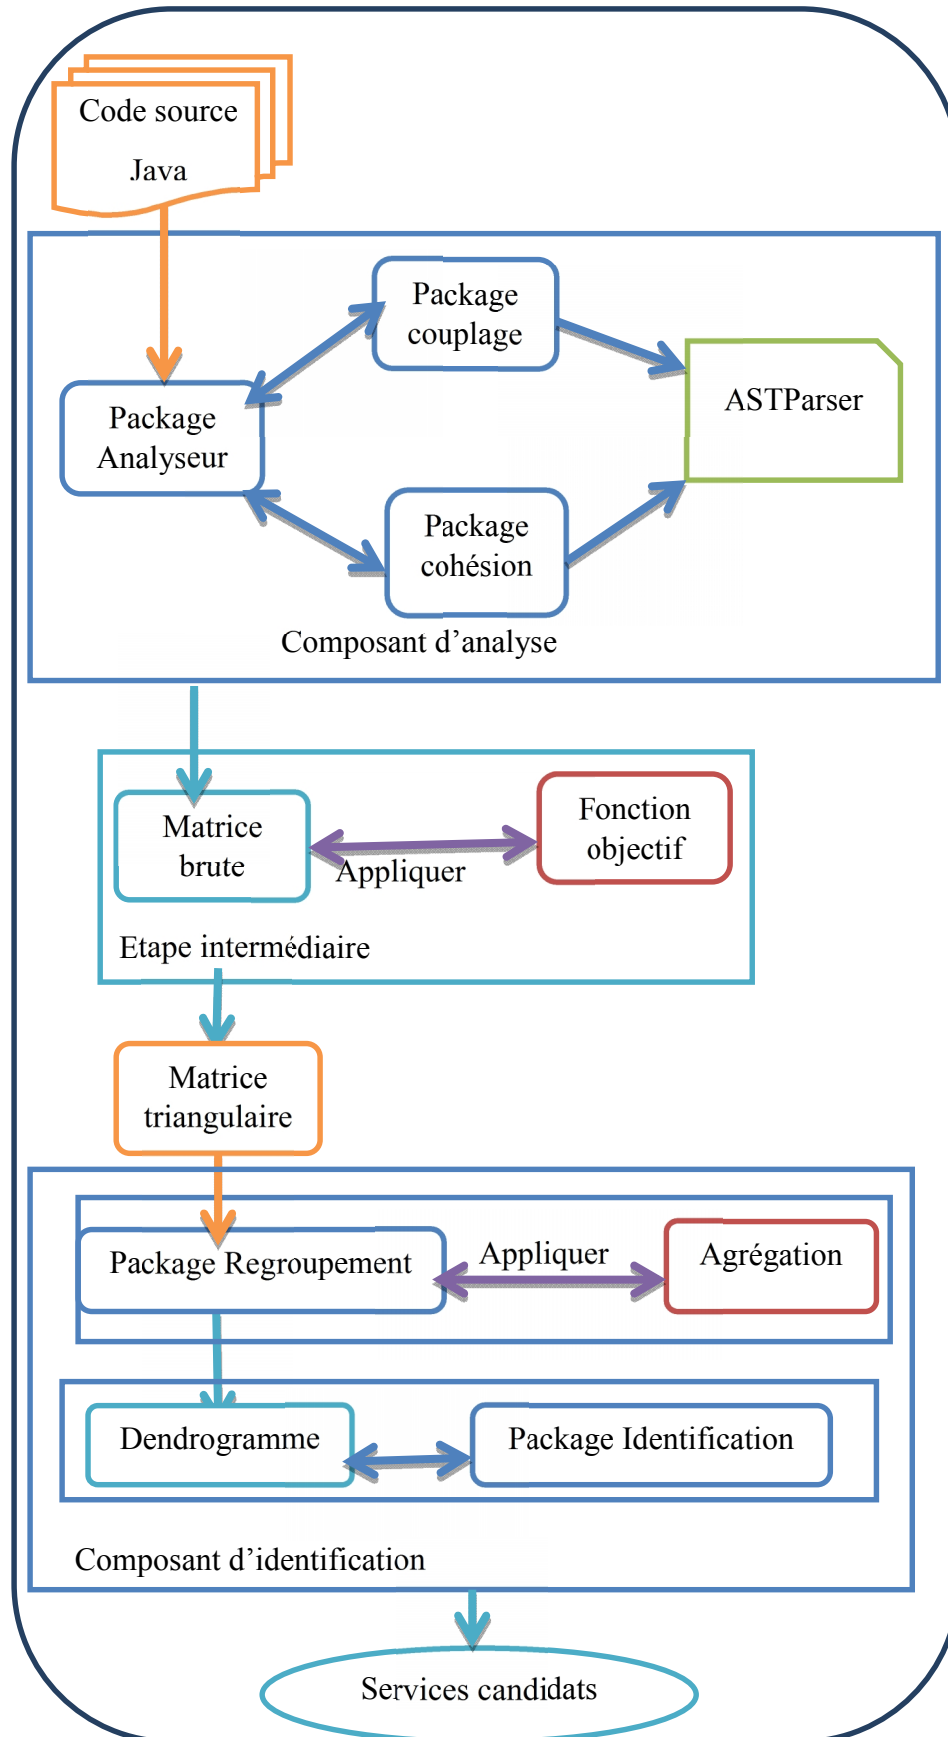 Code source
Java
Package
couplage
ASTParser
Package
Analyseur
Package
cohésion
Composant d’analyse
Matrice
brute
Appliquer
Fonction
objectif
Etape intermédiaire
Matrice
triangulaire
Package Regroupement
Appliquer
Agrégation
Dendrogramme
Package Identification
Composant d’identification
Services candidats